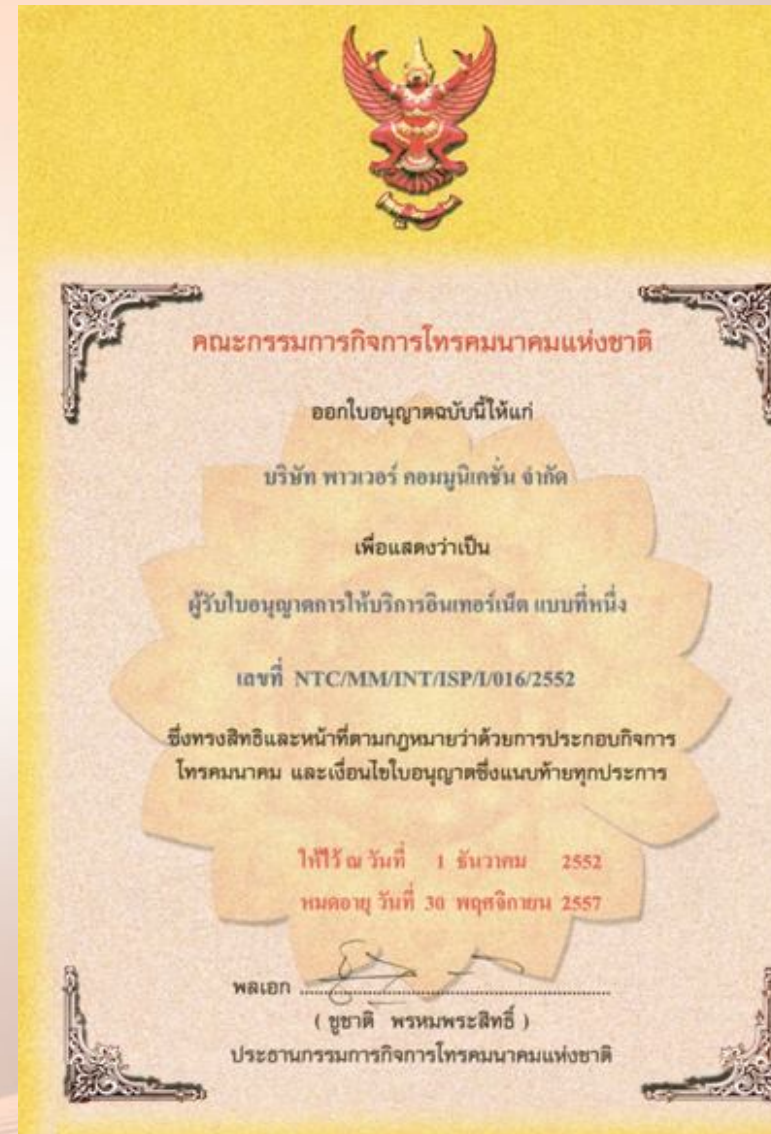 คณะกรรมการกิจการโทรคมนาคมแห่งชาติ
ออกใบอนุญาตฉบับนี้ให้แก่
บริษัท พาวเวอร์ คอมมูนิเคชั่น จำกัด
เพื่อแสดงว่าเป็น
ผู้รับใบอนุญาตการให้บริการอินเทอร์เน็ต แบบที่หนึ่ง
เลขที่ NTC/MM/INT/ISP/I/016/2552
ซึ่งทรงสิทธิและหน้าที่ตามกฎหมายว่าด้วยการประกอบกิจการ
โทรคมนาคม และเงื่อนไขใบอนุญาตซึ่งแนบท้ายทุกประการ
ให้ไว้ ณ วันที่ 1 ธันวาคม 2552
หมดอายุ วันที่ 30 พฤศจิกายน 2557
พลเอก
( ชูชาติ พรหมพระสิทธิ์ )
ประธานกรรมการกิจการโทรคมนาคมแห่งชาติ